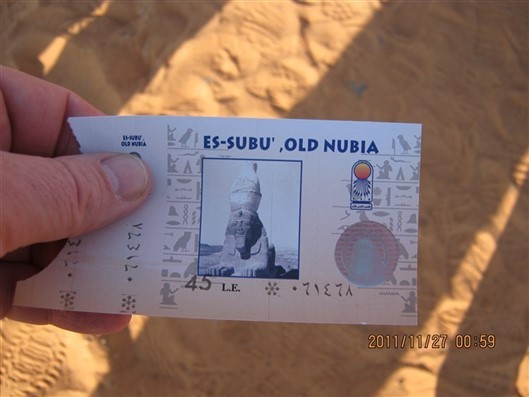 ES-SUBU' ,
OLD NUBIA
ES-SUBU' ,OLD NUBIA
45 L.E. ٠٦١٤٦٨
2011/11/27 00:59